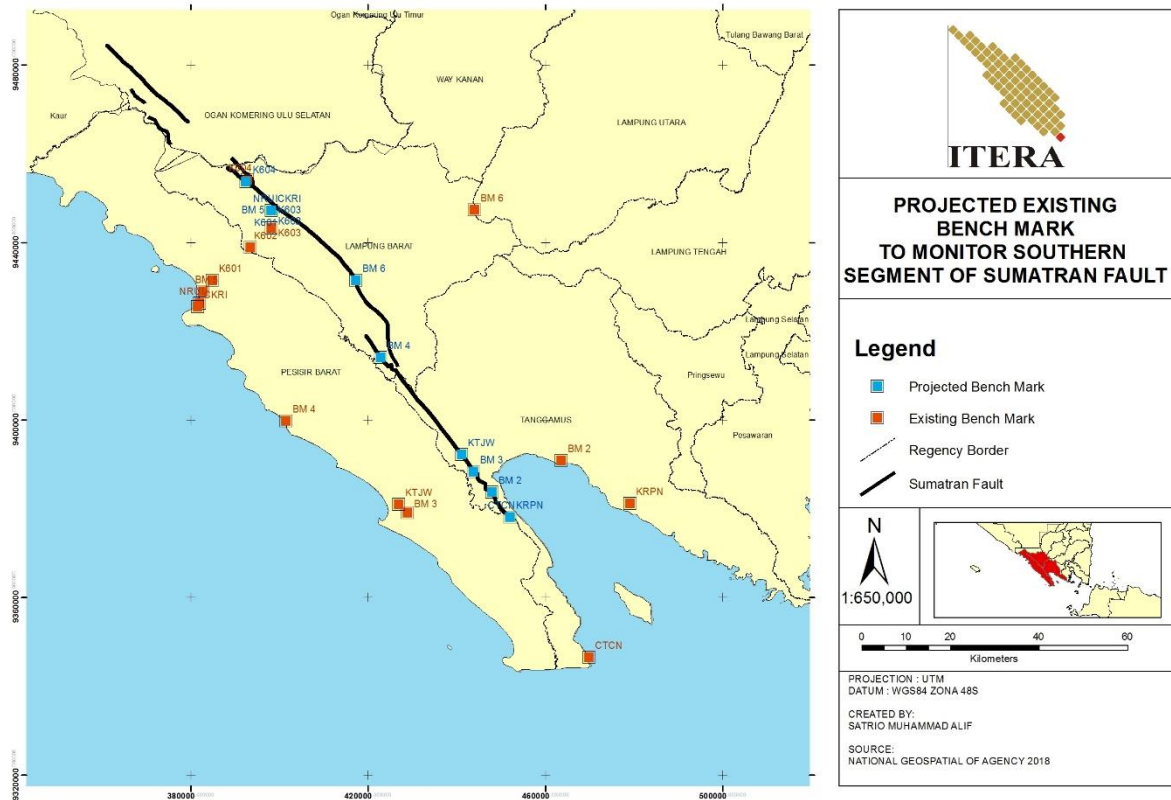 Ogan Komering Ulu Timur
Tulang Bawang Barat
WAY KANAN
9480000
Kaur
OGAN KOMERING ULU SELATAN
LAMPUNG UTARA
K604
BM 5
K603
K603
K602
BM 6
9440000
LAMPUNG BARAT
LAMPUNG TENGAH
K601
BM 6
Lampung Selatan
Lampung Selatan
BM 4
PESISIR BARAT
Pringsewu
BM 4
9400000
TANGGAMUS
Pesawaran
KTJW
BM 3
BM 2
BM 2
KTJW
BM 3
KRPN
KRPN
9360000
CTCN
9320000
380000
420000
460000
500000
ITERA
PROJECTED EXISTING
BENCH MARK
TO MONITOR SOUTHERN
SEGMENT OF SUMATRAN FAULT
Legend
Projected Bench Mark
Existing Bench Mark
Regency Border
Sumatran Fault
N
1:650,000
0 10 20 40 60
Kilometers
PROJECTION : UTM
DATUM : WGS84 ZONA 48S
CREATED BY:
SATRIO MUHAMMAD ALIF
SOURCE:
NATIONAL GEOSPATIAL OF AGENCY 2018